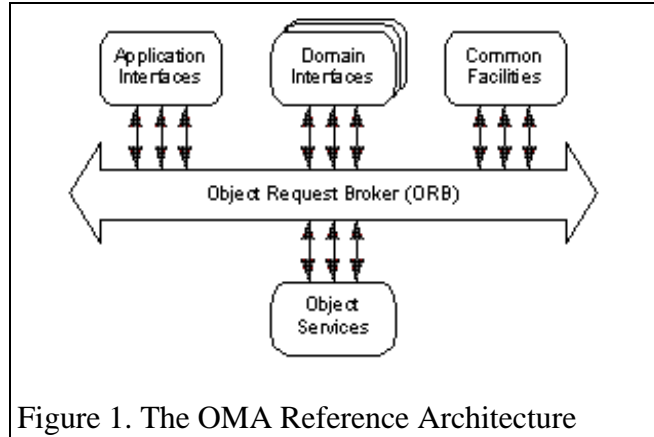 Application
Interfaces
Domain
Interfaces
Common
Facilities
Object Request Broker (ORB)
Object
Services
Figure 1. The OMA Reference Architecture